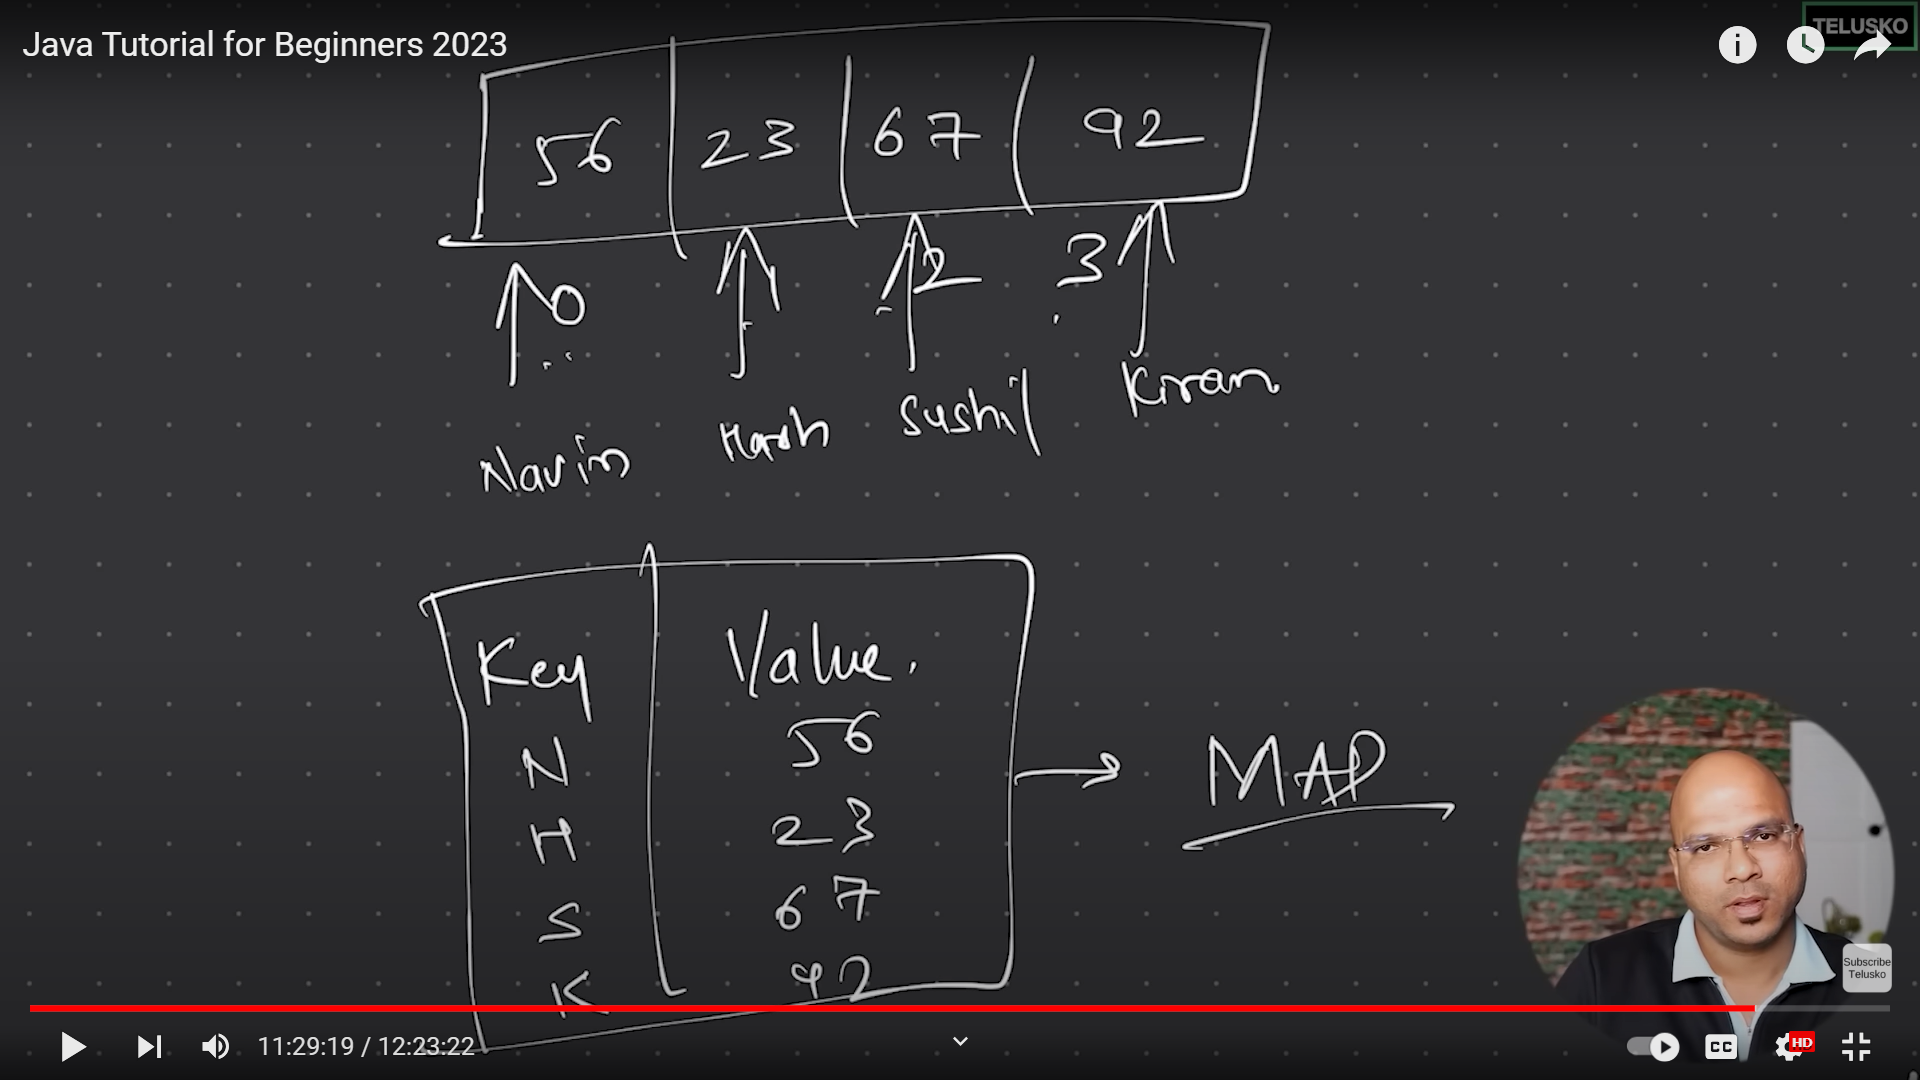 Java Tutorial for Beginners 2023
TELUSKO
56 23 67 92
0 2 3
Navin Harsh Sushil Kiran
Key Value
N 56
H 23
S 67
K 92
MAP
Subscribe
Telusko
11:29:19 / 12:23:22
CC
HD